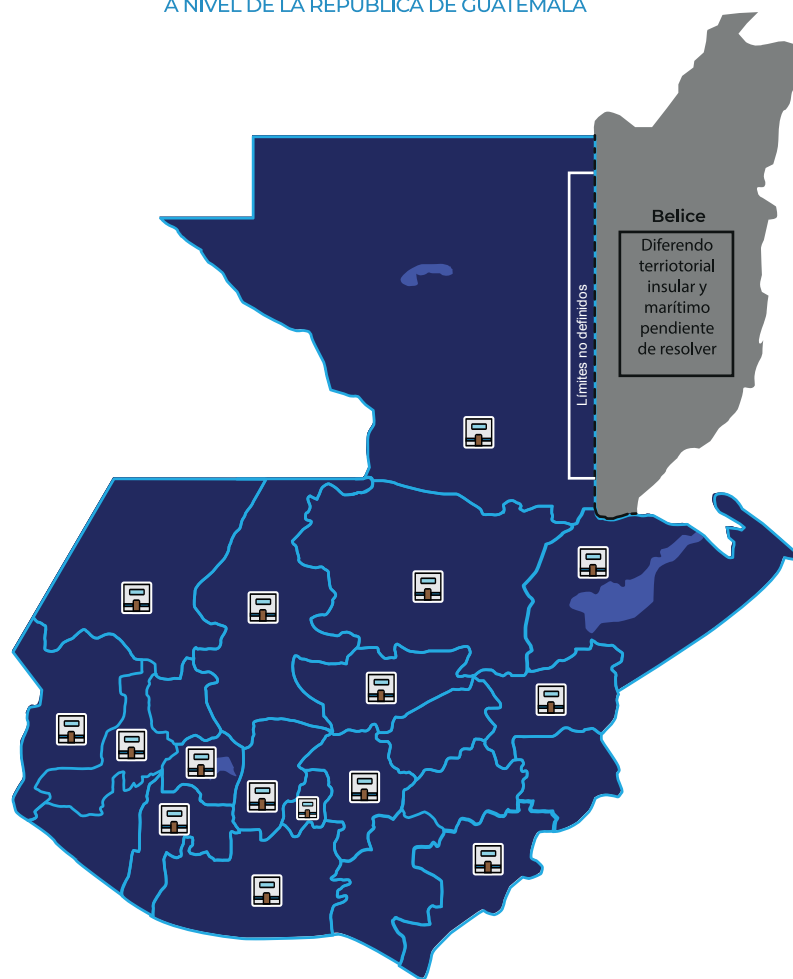 A NIVEL DE LA REPÚBLICA DE GUATEMALA
Belice
Diferendo
terriotorial
insular y
marítimo
pendiente
de resolver
Límites no definidos